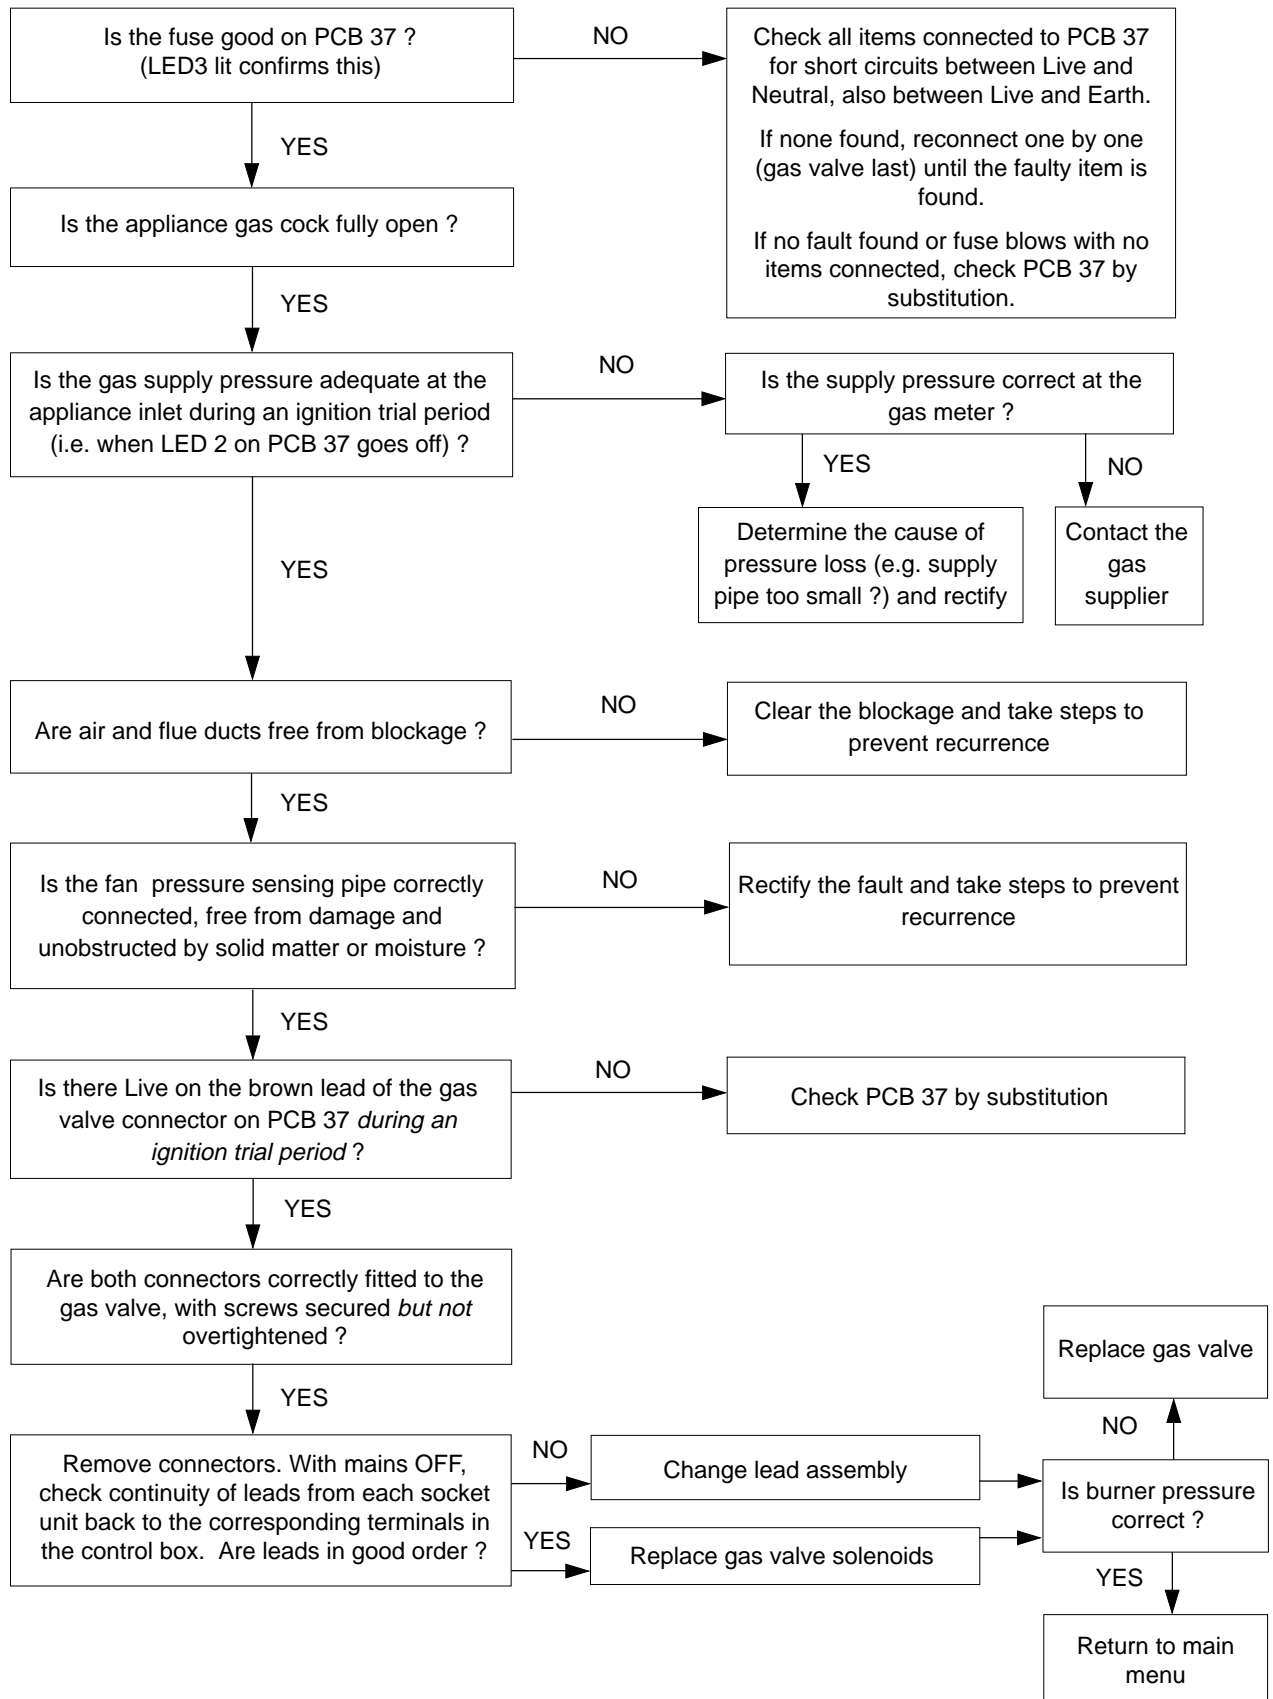 Is the fuse good on PCB 37 ?
(LED3 lit confirms this)
NO
Check all items connected to PCB 37
for short circuits between Live and
Neutral, also between Live and Earth.
If none found, reconnect one by one
(gas valve last) until the faulty item is
found.
If no fault found or fuse blows with no
items connected, check PCB 37 by
substitution.
YES
Is the appliance gas cock fully open ?
YES
Is the gas supply pressure adequate at the
appliance inlet during an ignition trial period
(i.e. when LED 2 on PCB 37 goes off) ?
NO
Is the supply pressure correct at the
gas meter ?
YES
NO
Determine the cause of
pressure loss (e.g. supply
pipe too small ?) and rectify
Contact the
gas
supplier
YES
Are air and flue ducts free from blockage ?
NO
Clear the blockage and take steps to
prevent recurrence
YES
Is the fan pressure sensing pipe correctly
connected, free from damage and
unobstructed by solid matter or moisture ?
NO
Rectify the fault and take steps to prevent
recurrence
YES
Is there Live on the brown lead of the gas
valve connector on PCB 37 during an
ignition trial period ?
NO
Check PCB 37 by substitution
YES
Are both connectors correctly fitted to the
gas valve, with screws secured but not
overtightened ?
YES
Remove connectors. With mains OFF,
check continuity of leads from each socket
unit back to the corresponding terminals in
the control box. Are leads in good order ?
NO
Change lead assembly
YES
Replace gas valve solenoids
Is burner pressure
correct ?
NO
Replace gas valve
YES
Return to main
menu